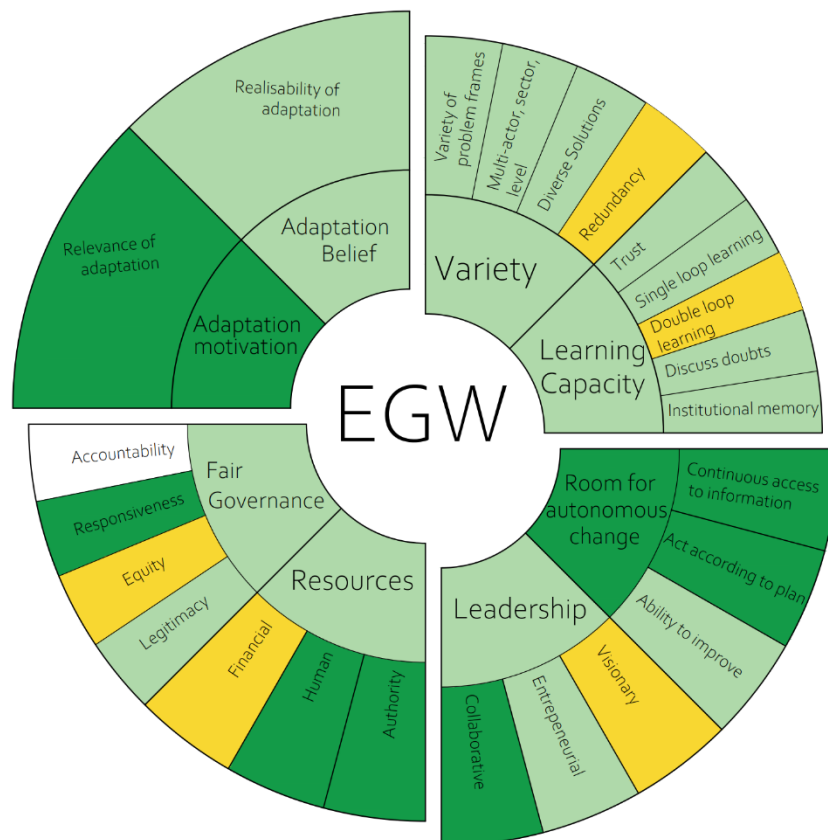 Realisability of
adaptation
Relevance of
adaptation
Adaptation
Belief
Adaptation
motivation
Variety of
problem frames
Multi-actor, sector,
level
Diverse Solutions
Redundancy
Variety
Trust
Single loop learning
Double loop
learning
Discuss doubts
Institutional memory
Learning
Capacity
EGW
Accountability
Responsiveness
Equity
Legitimacy
Fair
Governance
Resources
Financial
Human
Authority
Room for
autonomous
change
Continuous access
to information
Act according to plan
Ability to improve
Leadership
Visionary
Entrepeneurial
Collaborative